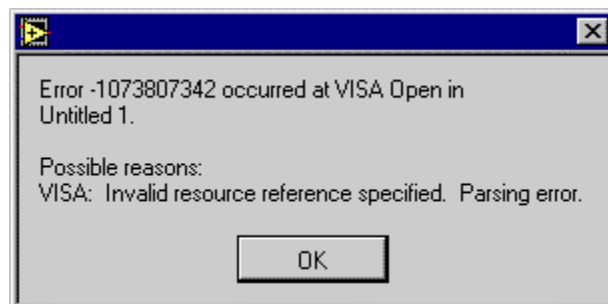 Error -1073807342 occurred at VISA Open in
Untitled 1.
Possible reasons:
VISA:  Invalid resource reference specified.  Parsing error.
OK